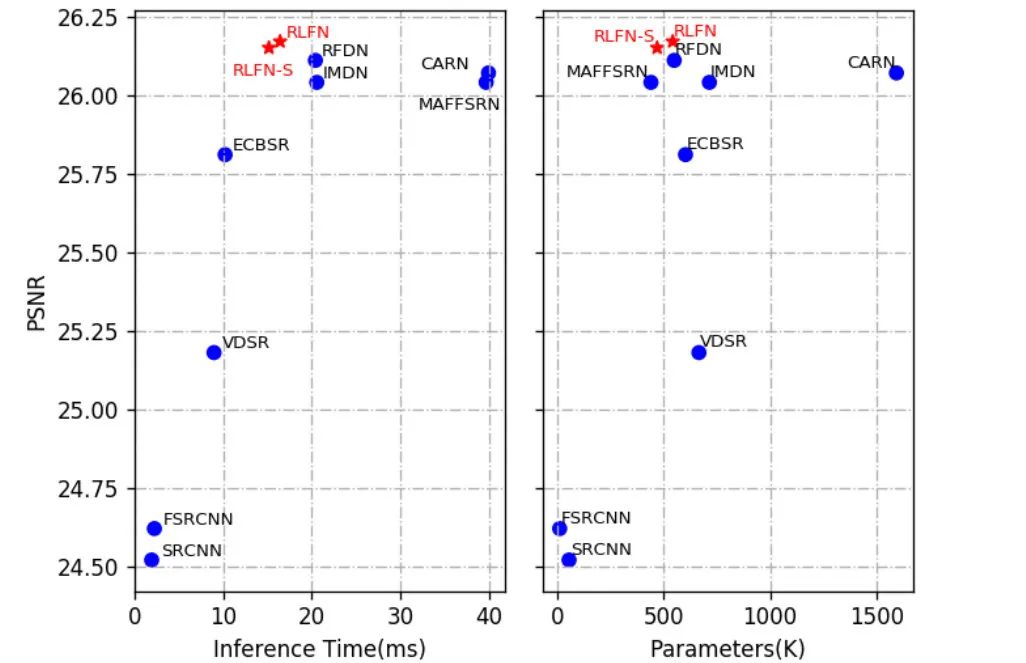 26.25
26.00
25.75
25.50
25.25
25.00
24.75
24.50
PSNR
RLFN
RLFN-S
RFDN
IMDN
CARN
MAFFSRN
ECBSR
VDSR
FSRCNN
SRCNN
0 10 20 30 40
Inference Time(ms)
RLFN-S
RLFN
RFDN
MAFFSRN
IMDN
CARN
ECBSR
VDSR
FSRCNN
SRCNN
0 500 1000 1500
Parameters(K)